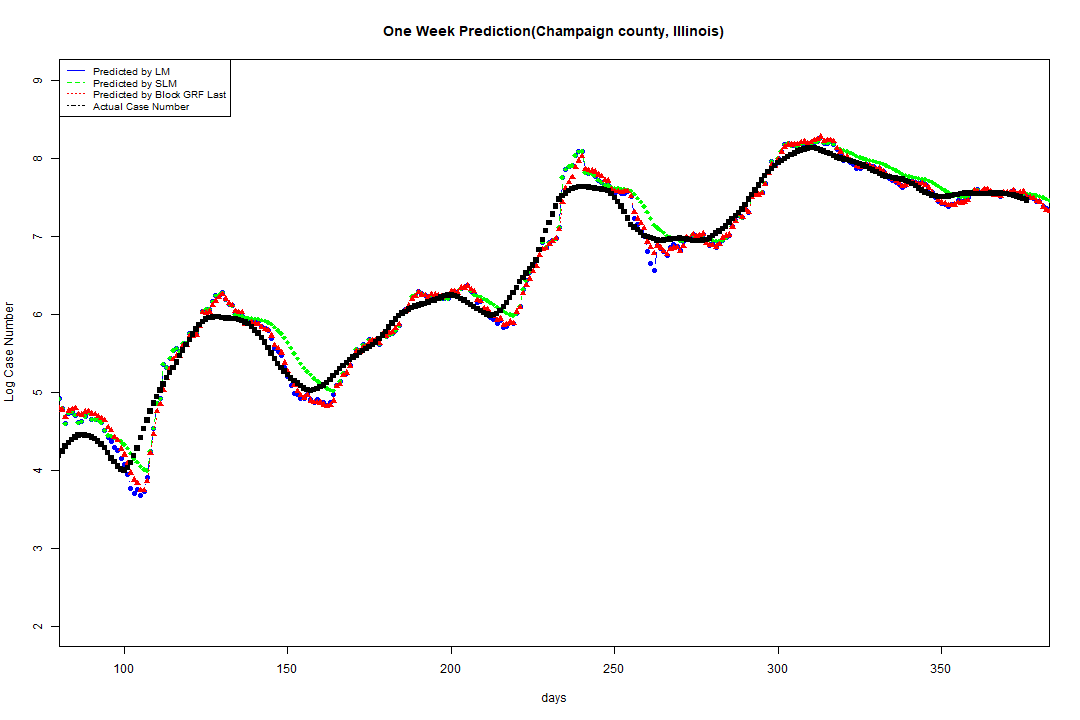 One Week Prediction(Champaign county, Illinois)
Predicted by LM
Predicted by SLM
Predicted by Block GRF Last
Actual Case Number
9
8
7
6
5
4
3
2
Log Case Number
100 150 200 250 300 350
days